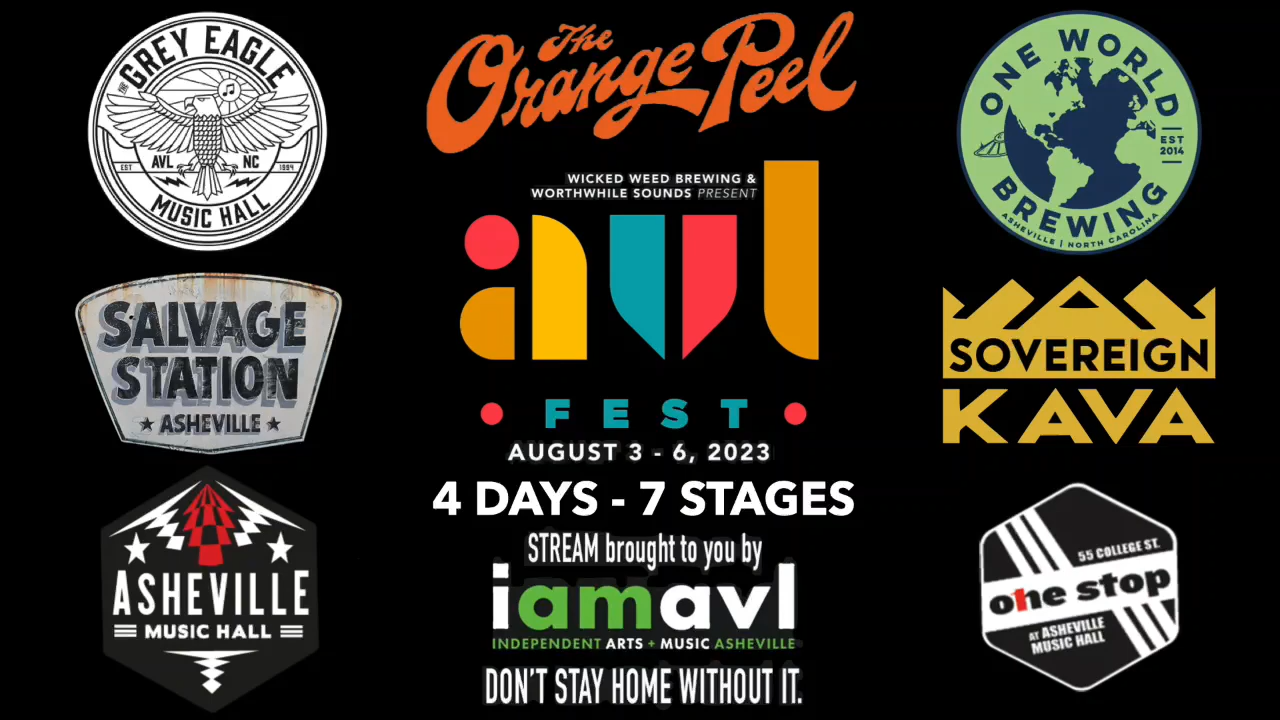 THE GREY EAGLE
AVL NC
EST 1994
MUSIC HALL
The Orange Peel
ONE WORLD
EST 2014
BREWING
ASHEVILLE | NORTH CAROLINA
WICKED WEED BREWING &
WORTHWHILE SOUNDS PRESENT
avl
• FEST •
AUGUST 3 - 6, 2023
4 DAYS - 7 STAGES
STREAM brought to you by
iamavl
INDEPENDENT ARTS + MUSIC ASHEVILLE
DON'T STAY HOME WITHOUT IT.
SALVAGE
STATION
★ ASHEVILLE ★
SOVEREIGN
KAVA
ASHEVILLE
MUSIC HALL
55 COLLEGE ST.
one stop
AT ASHEVILLE
MUSIC HALL